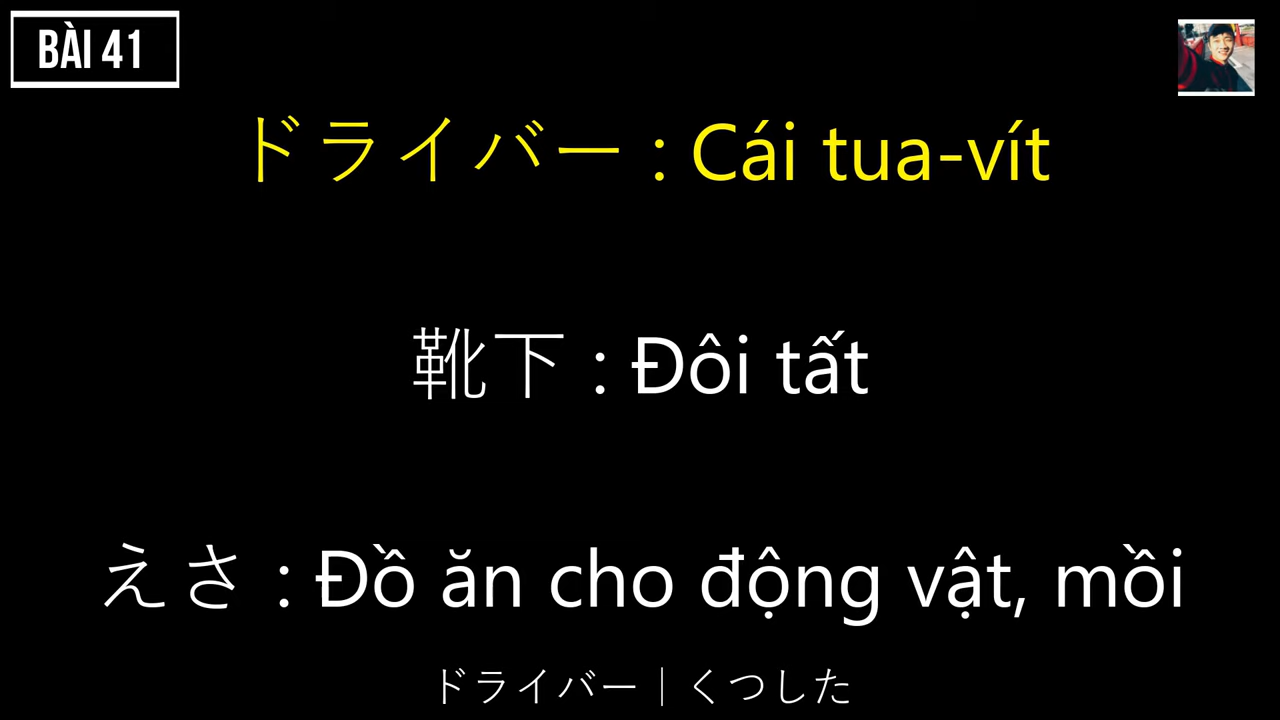 BÀI 41
ドライバー : Cái tua-vít
靴下 : Đôi tất
えさ : Đồ ăn cho động vật, mồi
ドライバー | くつした